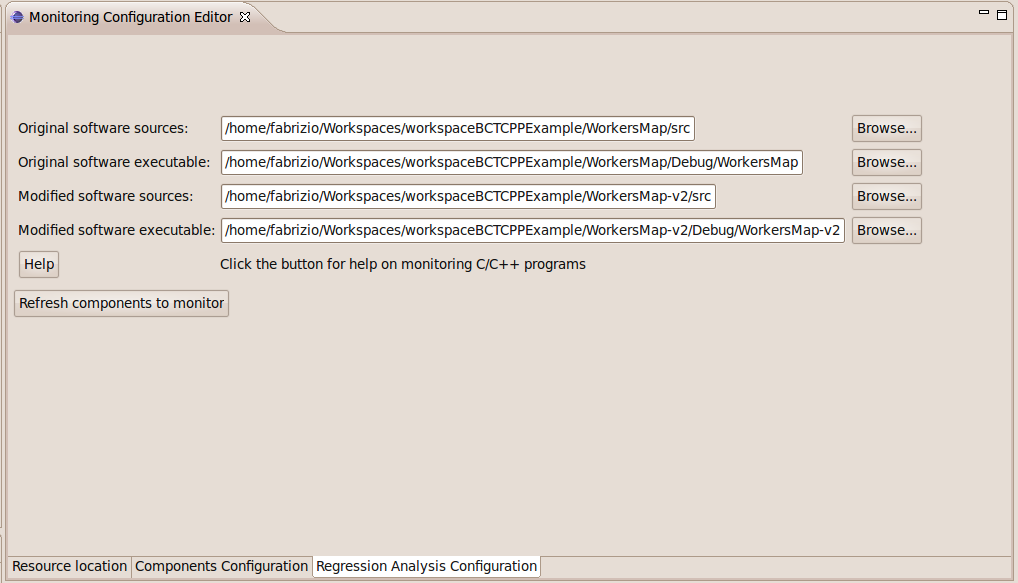 Monitoring Configuration Editor
Original software sources: /home/fabrizio/Workspaces/workspaceBCTCPPExample/WorkersMap/src Browse...
Original software executable: /home/fabrizio/Workspaces/workspaceBCTCPPExample/WorkersMap/Debug/WorkersMap Browse...
Modified software sources: /home/fabrizio/Workspaces/workspaceBCTCPPExample/WorkersMap-v2/src Browse...
Modified software executable: /home/fabrizio/Workspaces/workspaceBCTCPPExample/WorkersMap-v2/Debug/WorkersMap-v2 Browse...
Help Click the button for help on monitoring C/C++ programs
Refresh components to monitor
Resource location Components Configuration Regression Analysis Configuration